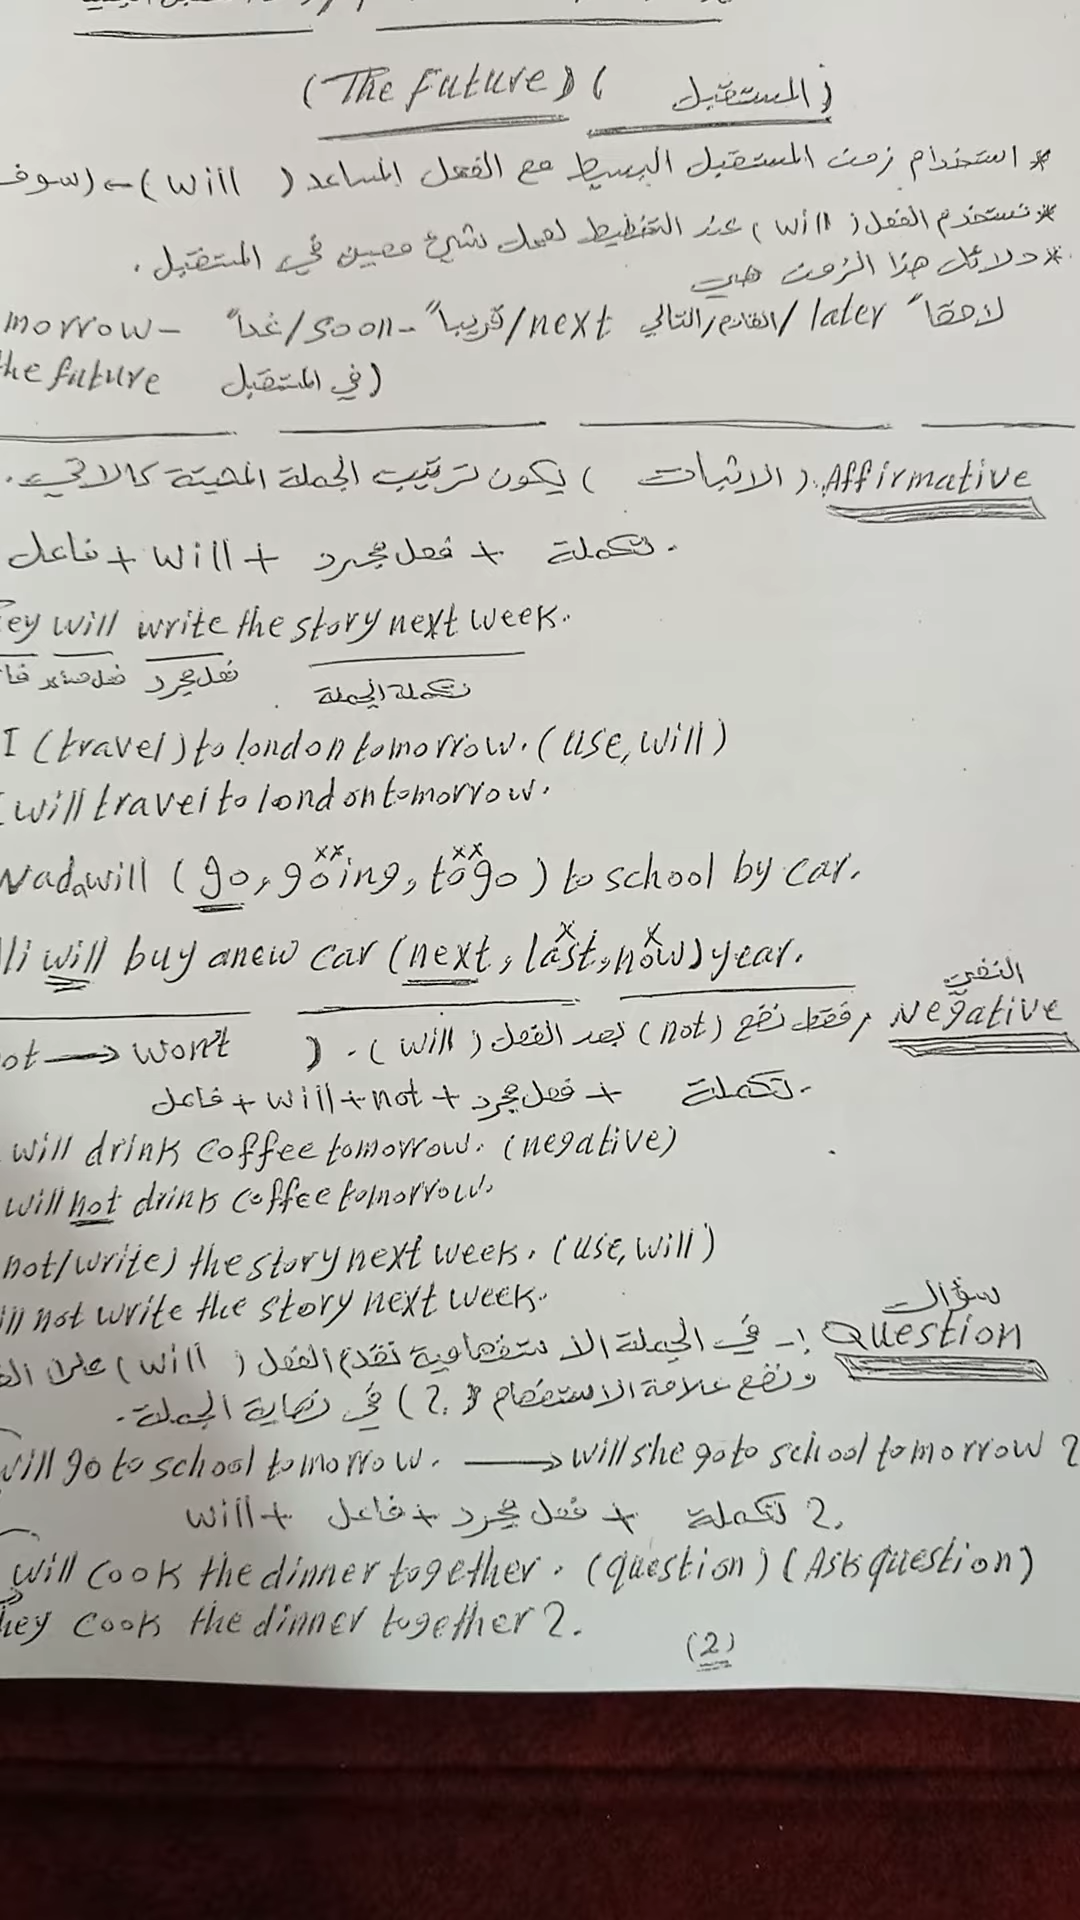 (The future) (المستقبل)
* استخدام زمن المستقبل البسيط مع الفعل المساعد (will) ← (سوف
* نستخدم الفعل (will) عند التخطيط لعمل شيء معين في المستقبل.
* دلائل هذا الزمن هي
morrow- غداً/soon- قريباً/next القادم/التالي/later لاحقاً
the future (في المستقبل
Affirmative (الاثبات) يكون ترتيب الجملة المثبتة كالاتي.
فاعل + will + فعل مجرد + تكملة.
ey will write the story next week.
فا فعل مساعد فعل مجرد تكملة الجملة
I (travel) to london tomorrow. (use, will)
I will travel to london tomorrow.
Nada will (go, going, to go) to school by car.
li will buy a new car (next, last, now) year.
النفي
Negative , فقط نضع (not) بعد الفعل (will) . (
ot → won't
فاعل + will + not + فعل مجرد + تكملة.
will drink coffee tomorrow. (negative)
will not drink coffee tomorrow.
not/write) the story next week. (use, will)
ill not write the story next week.
سؤال
Question :- في الجملة الاستفهامية نقدم الفعل (will) على الف
ونضع علامة الاستفهام (?) في نهاية الجملة.
will go to school tomorrow. → will she go to school tomorrow ?
will + فاعل + فعل مجرد + تكملة ?.
will cook the dinner together. (question) (Ask question)
hey cook the dinner together ?.
(2)